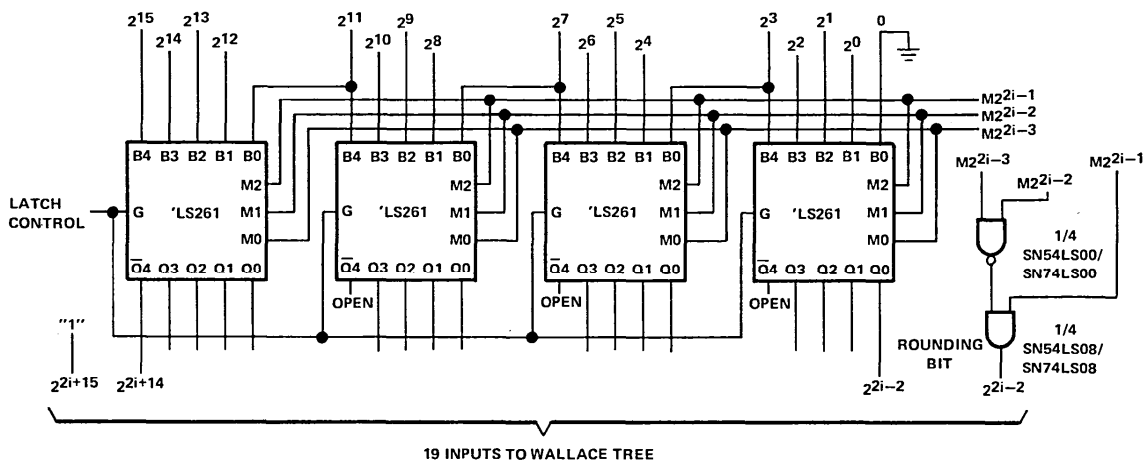 2^15 2^13 2^11 2^9 2^7 2^5 2^3 2^1 0
2^14 2^12 2^10 2^8 2^6 2^4 2^2 2^0
M2^2i−1
M2^2i−2
M2^2i−3
B4 B3 B2 B1 B0
M2
G 'LS261 M1
M0
Q̅4 Q3 Q2 Q1 Q0
B4 B3 B2 B1 B0
M2
G 'LS261 M1
M0
Q̅4 Q3 Q2 Q1 Q0
OPEN
B4 B3 B2 B1 B0
M2
G 'LS261 M1
M0
Q̅4 Q3 Q2 Q1 Q0
OPEN
B4 B3 B2 B1 B0
M2
G 'LS261 M1
M0
Q̅4 Q3 Q2 Q1 Q0
OPEN
LATCH
CONTROL
M2^2i−3 M2^2i−2 M2^2i−1
1/4
SN54LS00/
SN74LS00
ROUNDING
BIT
1/4
SN54LS08/
SN74LS08
"1"
2^2i+15 2^2i+14 2^2i−2 2^2i−2
19 INPUTS TO WALLACE TREE